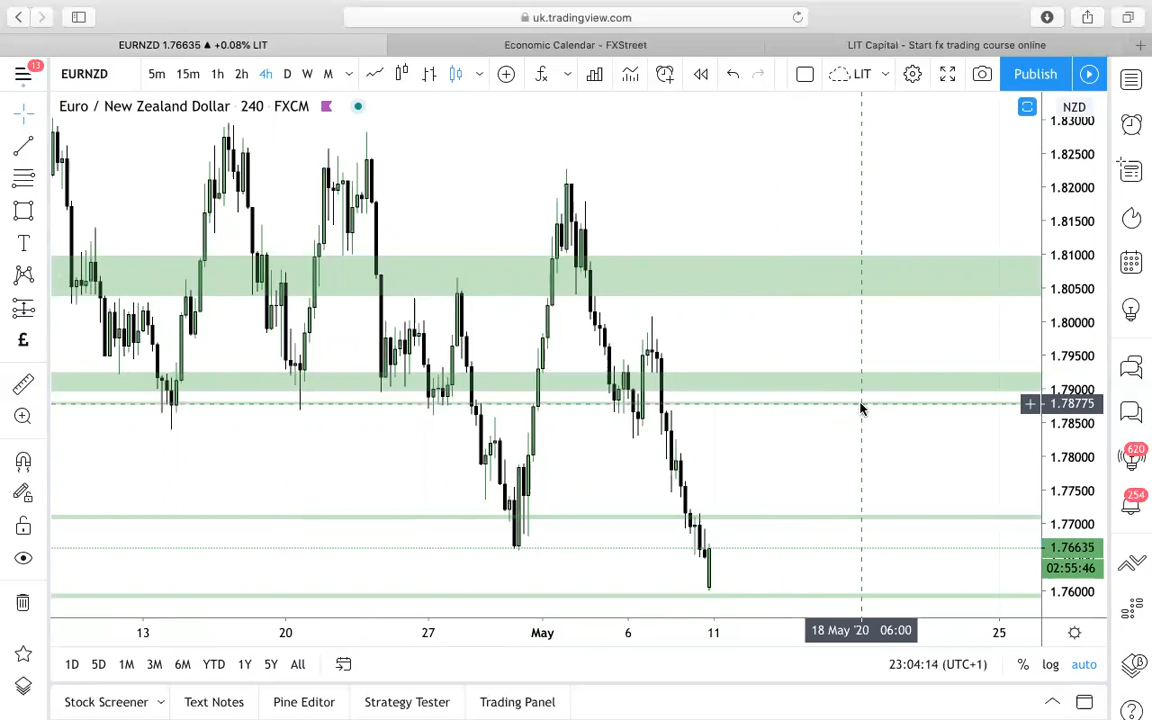 uk.tradingview.com
EURNZD 1.76635 ▲ +0.08% LIT
Economic Calendar - FXStreet
LIT Capital - Start fx trading course online
13
EURNZD
5m 15m 1h 2h 4h D W M
LIT
Publish
Euro / New Zealand Dollar 240 FXCM
NZD
1.83000
1.82500
1.82000
1.81500
1.81000
1.80500
1.80000
1.79500
1.79000
1.78775
1.78500
1.78000
1.77500
1.77000
1.76635
02:55:46
1.76000
T
£
620
254
13 20 27 May 6 11 18 May '20 06:00 25
1D 5D 1M 3M 6M YTD 1Y 5Y All
23:04:14 (UTC+1) % log auto
Stock Screener Text Notes Pine Editor Strategy Tester Trading Panel